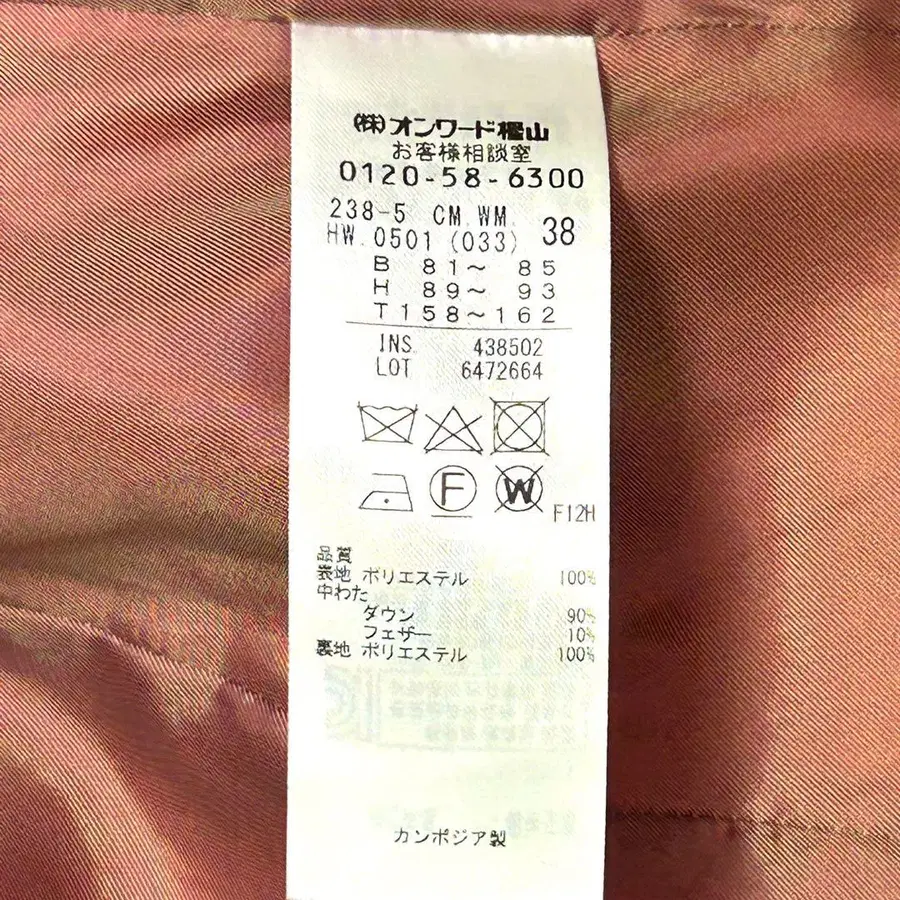 (株)オンワード樫山
お客様相談室
0120-58-6300
238-5 CM.WM. 38
HW.0501 (033)
B 81～ 85
H 89～ 93
T 158～162
INS. 438502
LOT 6472664
F
W
F12H
品質
表地 ポリエステル 100%
中わた
ダウン 90%
フェザー 10%
裏地 ポリエステル 100%
カンボジア製